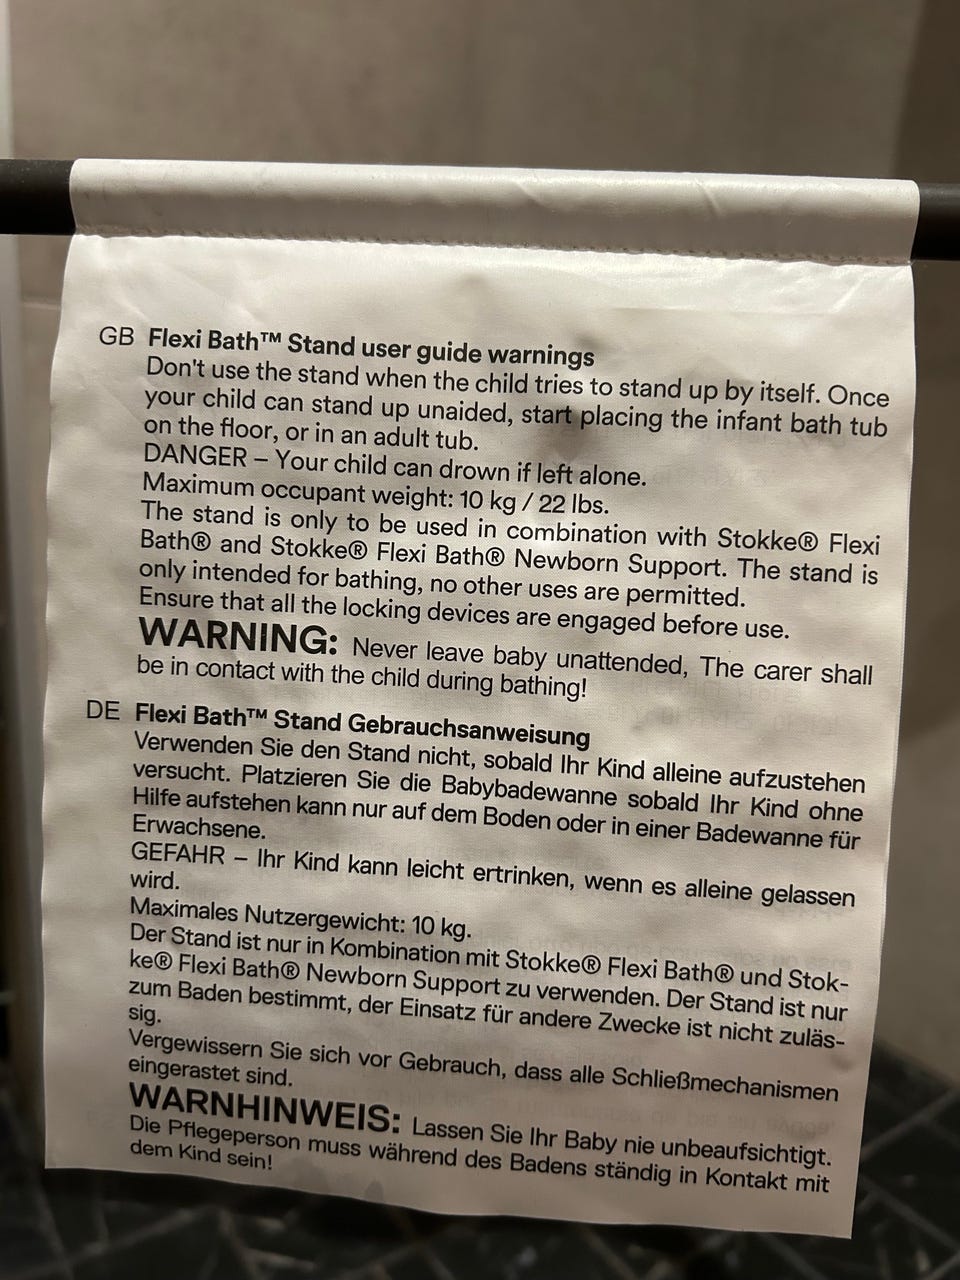 GB Flexi Bath™ Stand user guide warnings
Don't use the stand when the child tries to stand up by itself. Once
your child can stand up unaided, start placing the infant bath tub
on the floor, or in an adult tub.
DANGER – Your child can drown if left alone.
Maximum occupant weight: 10 kg / 22 lbs.
The stand is only to be used in combination with Stokke® Flexi
Bath® and Stokke® Flexi Bath® Newborn Support. The stand is
only intended for bathing, no other uses are permitted.
Ensure that all the locking devices are engaged before use.
WARNING: Never leave baby unattended, The carer shall
be in contact with the child during bathing!
DE Flexi Bath™ Stand Gebrauchsanweisung
Verwenden Sie den Stand nicht, sobald Ihr Kind alleine aufzustehen
versucht. Platzieren Sie die Babybadewanne sobald Ihr Kind ohne
Hilfe aufstehen kann nur auf dem Boden oder in einer Badewanne für
Erwachsene.
GEFAHR – Ihr Kind kann leicht ertrinken, wenn es alleine gelassen
wird.
Maximales Nutzergewicht: 10 kg.
Der Stand ist nur in Kombination mit Stokke® Flexi Bath® und Stok-
ke® Flexi Bath® Newborn Support zu verwenden. Der Stand ist nur
zum Baden bestimmt, der Einsatz für andere Zwecke ist nicht zuläs-
sig.
Vergewissern Sie sich vor Gebrauch, dass alle Schließmechanismen
eingerastet sind.
WARNHINWEIS: Lassen Sie Ihr Baby nie unbeaufsichtigt.
Die Pflegeperson muss während des Badens ständig in Kontakt mit
dem Kind sein!